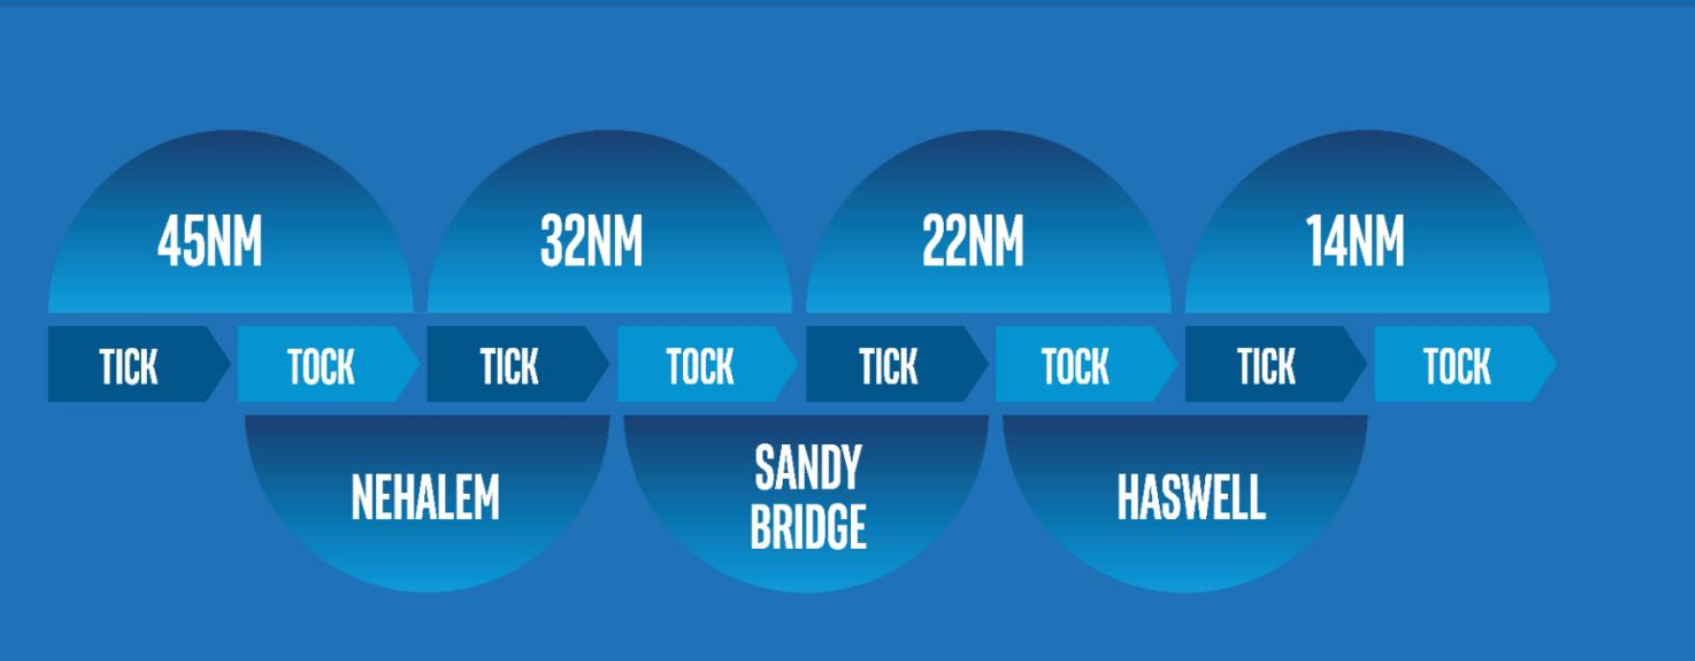 45NM
32NM
22NM
14NM
TICK
TOCK
TICK
TOCK
TICK
TOCK
TICK
TOCK
NEHALEM
SANDY
BRIDGE
HASWELL